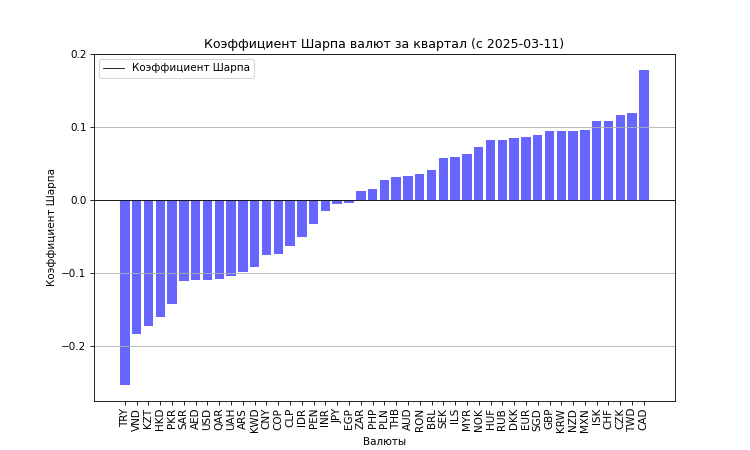 Коэффициент Шарпа валют за квартал (с 2025-03-11)
Коэффициент Шарпа
Коэффициент Шарпа
0.2
0.1
0.0
−0.1
−0.2
TRY VND KZT HKD PKR SAR AED USD QAR UAH ARS KWD CNY COP CLP IDR PEN INR JPY EGP ZAR PHP PLN THB AUD RON BRL SEK ILS MYR NOK HUF RUB DKK EUR SGD GBP KRW NZD MXN ISK CHF CZK TWD CAD
Валюты